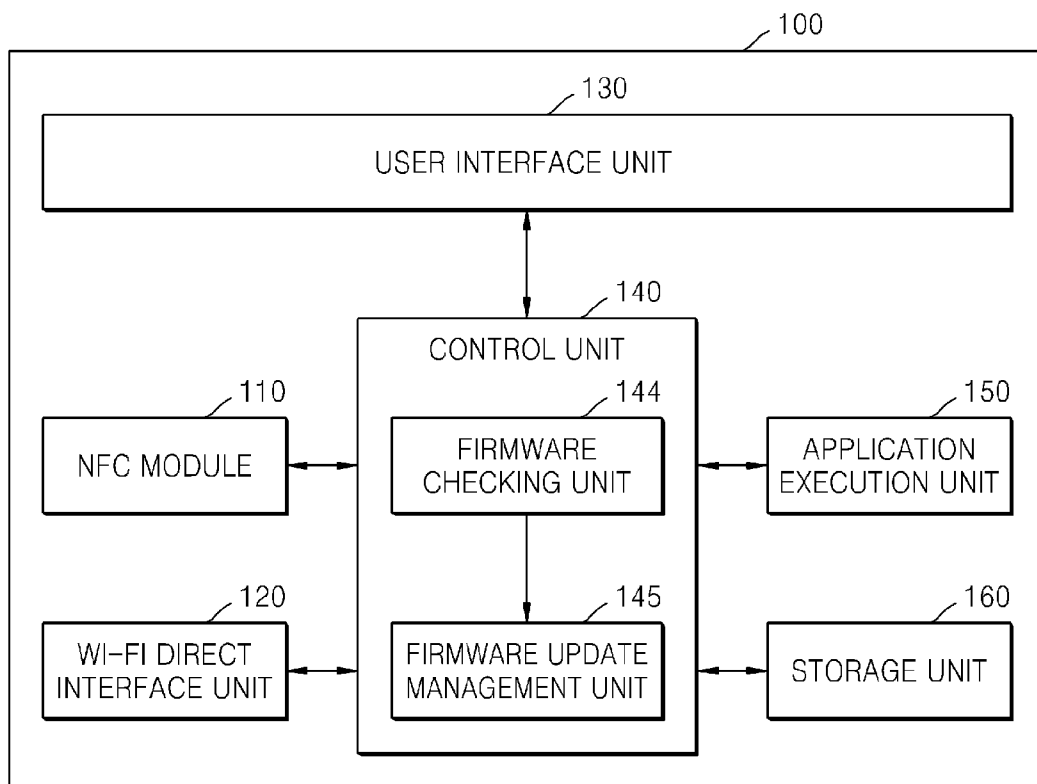 100
130
USER INTERFACE UNIT
140
CONTROL UNIT
110
NFC MODULE
144
FIRMWARE
CHECKING UNIT
150
APPLICATION
EXECUTION UNIT
120
WI-FI DIRECT
INTERFACE UNIT
145
FIRMWARE UPDATE
MANAGEMENT UNIT
160
STORAGE UNIT